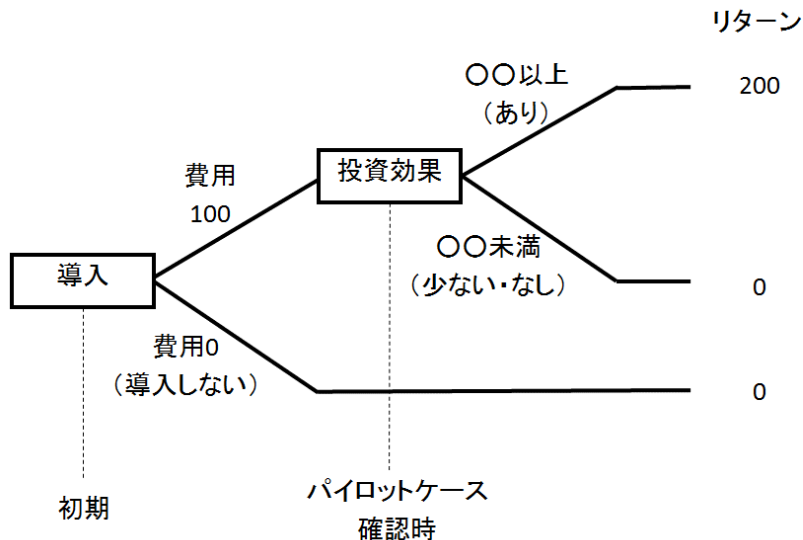 リターン
〇〇以上
(あり)
200
費用
100
投資効果
導入
〇〇未満
(少ない・なし)
0
費用0
(導入しない)
0
初期
パイロットケース
確認時